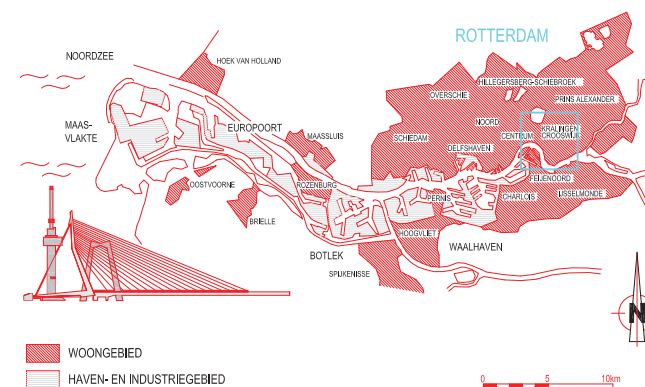 ROTTERDAM
NOORDZEE
HOEK VAN HOLLAND
HILLEGERSBERG-SCHIEBROEK
OVERSCHIE
PRINS ALEXANDER
MAAS-
VLAKTE
EUROPOORT
MAASSLUIS
SCHIEDAM
NOORD
CENTRUM
KRALINGEN
CROOSWIJK
DELFSHAVEN
OOSTVOORNE
ROZENBURG
PERNIS
FEIJENOORD
CHARLOIS
IJSSELMONDE
BRIELLE
HOOGVLIET
BOTLEK
WAALHAVEN
SPIJKENISSE
N
WOONGEBIED
HAVEN- EN INDUSTRIEGEBIED
0 5 10km